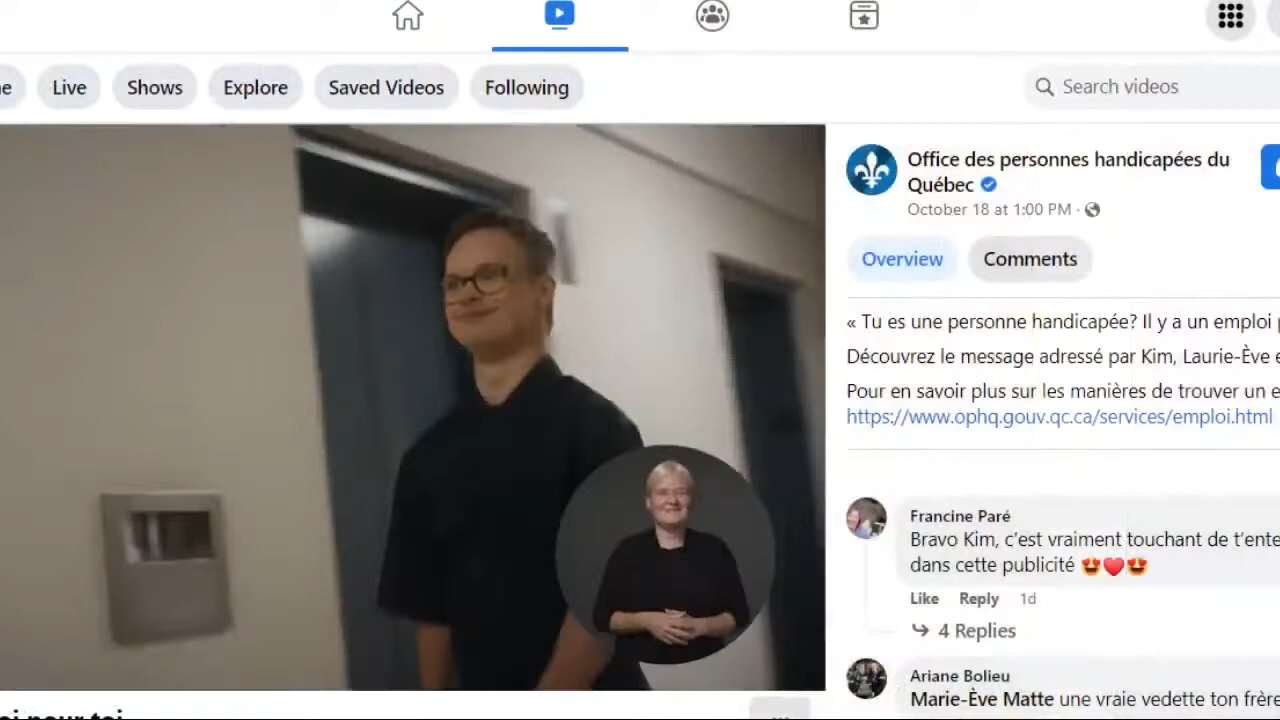 Live
Shows
Explore
Saved Videos
Following
Search videos
Office des personnes handicapées du
Québec
October 18 at 1:00 PM ·
Overview
Comments
« Tu es une personne handicapée? Il y a un emploi
Découvrez le message adressé par Kim, Laurie-Ève
Pour en savoir plus sur les manières de trouver un
https://www.ophq.gouv.qc.ca/services/emploi.html
Francine Paré
Bravo Kim, c'est vraiment touchant de
dans cette publicité 🤩❤️🤩
Like Reply 1d
4 Replies
Ariane Bolieu
Marie-Ève Matte une vraie vedette ton frère